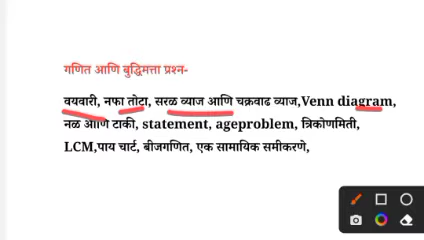 गणित आणि बुद्धिमत्ता प्रश्न-
वयवारी, नफा तोटा, सरळ व्याज आणि चक्रवाढ व्याज,Venn diagram,
नळ आणि टाकी, statement, ageproblem, त्रिकोणमिती,
LCM,पाय चार्ट, बीजगणित, एक सामायिक समीकरणे,